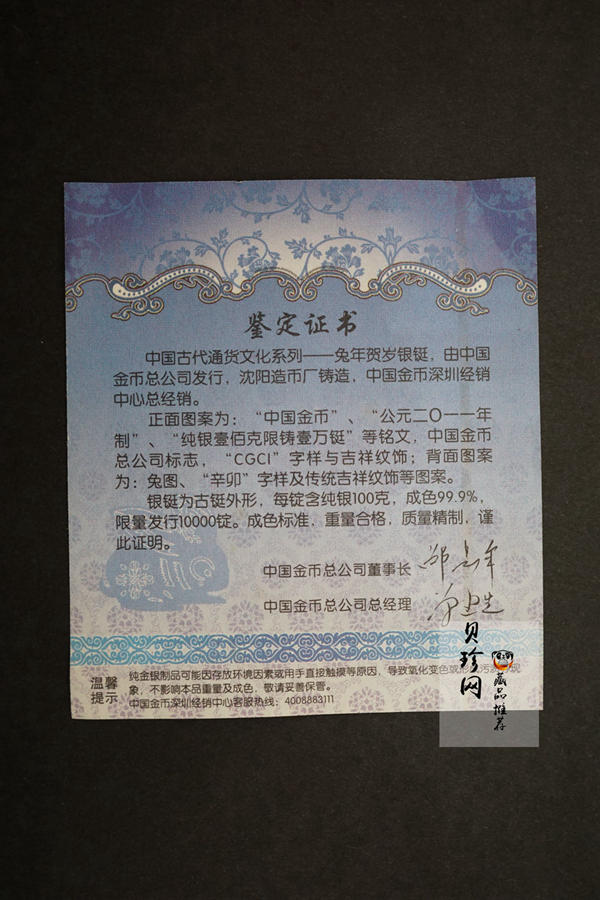 鉴定证书
中国古代通货文化系列——兔年贺岁银铤，由中国
金币总公司发行，沈阳造币厂铸造，中国金币深圳经销
中心总经销。
正面图案为：“中国金币”、“公元二〇一一年
制”、“纯银壹佰克限铸壹万铤”等铭文，中国金币
总公司标志，“CGCI”字样与吉祥纹饰；背面图案
为：兔图、“辛卯”字样及传统吉祥纹饰等图案。
银铤为古铤外形，每锭含纯银100克，成色99.9%，
限量发行10000锭。成色标准，重量合格，质量精制，谨
此证明。
中国金币总公司董事长
中国金币总公司总经理
温馨
提示
纯金银制品可能因存放环境因素或用手直接触摸等原因，导致氧化变色或形成污斑现
象，不影响本品重量及成色，敬请妥善保管。
中国金币深圳经销中心客服热线：4008883111
贝珍网
藏品推荐